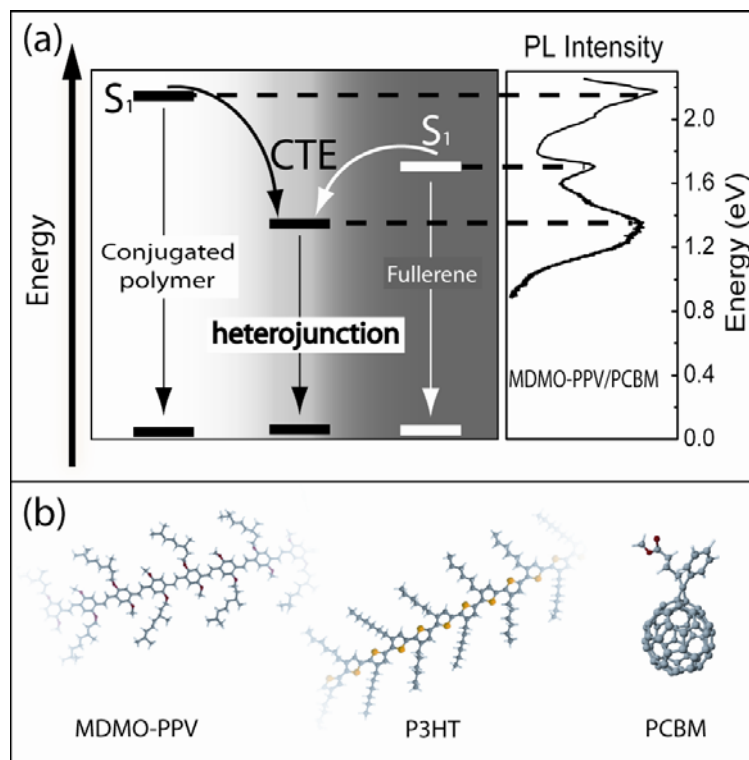 (a)
PL Intensity
S₁
CTE
S₁
Conjugated
polymer
Fullerene
heterojunction
Energy
2.0
1.6
1.2
0.8
0.4
0.0
Energy (eV)
MDMO-PPV/PCBM
(b)
MDMO-PPV
P3HT
PCBM